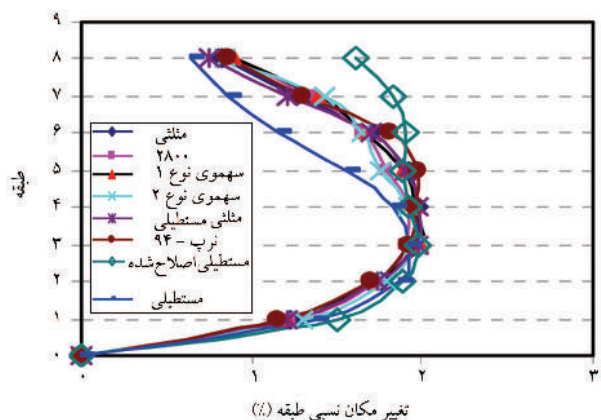 ۹
۸
۷
۶
۵
۴
۳
۲
۱
۰
طبقه
مثلثی
۲۸۰۰
سهموی نوع ۱
سهموی نوع ۲
مثلثی مستطیلی
نرپ - ۹۴
مستطیلی اصلاح‌شده
مستطیلی
۰
۱
۲
۳
تغییر مکان نسبی طبقه (٪)